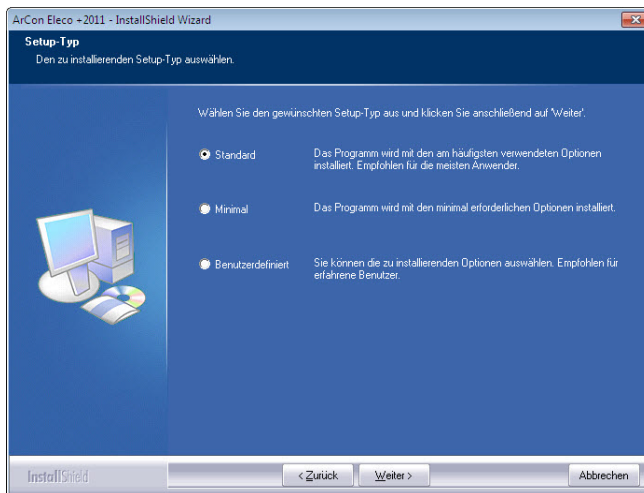 ArCon Eleco +2011 - InstallShield Wizard
Setup-Typ
Den zu installierenden Setup-Typ auswählen.
Wählen Sie den gewünschten Setup-Typ aus und klicken Sie anschließend auf 'Weiter'.
Standard
Das Programm wird mit den am häufigsten verwendeten Optionen
installiert. Empfohlen für die meisten Anwender.
Minimal
Das Programm wird mit den minimal erforderlichen Optionen installiert.
Benutzerdefiniert
Sie können die zu installierenden Optionen auswählen. Empfohlen für
erfahrene Benutzer.
InstallShield
< Zurück
Weiter >
Abbrechen